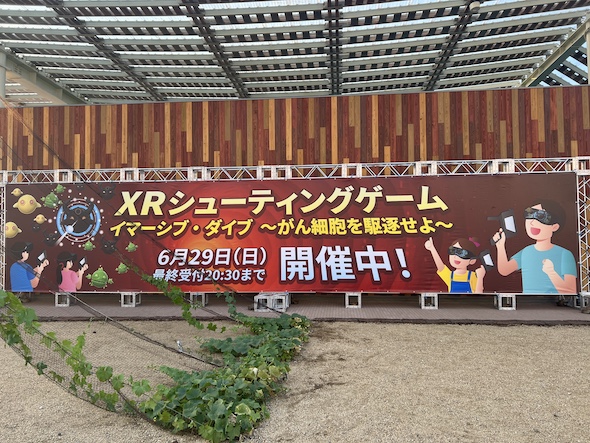 XRシューティングゲーム
イマーシブ・ダイブ ～がん細胞を駆逐せよ～
6月29日(日)
最終受付20:30まで
開催中!